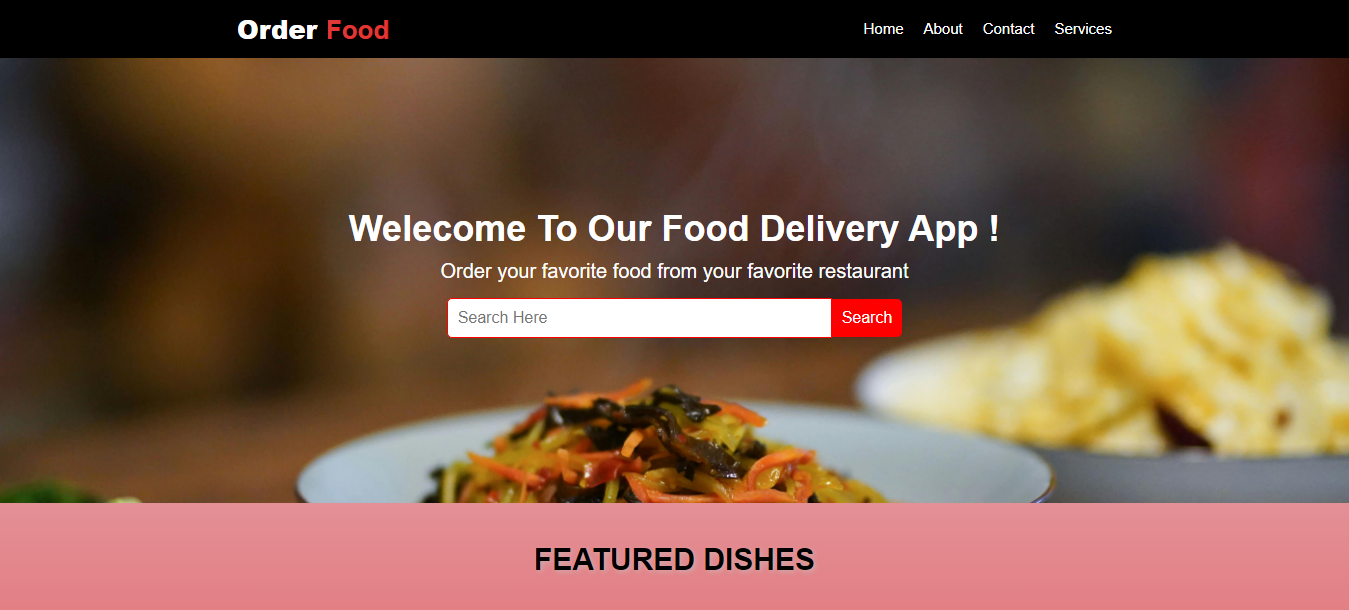 Order Food
Home About Contact Services
Welecome To Our Food Delivery App !
Order your favorite food from your favorite restaurant
Search Here Search
FEATURED DISHES